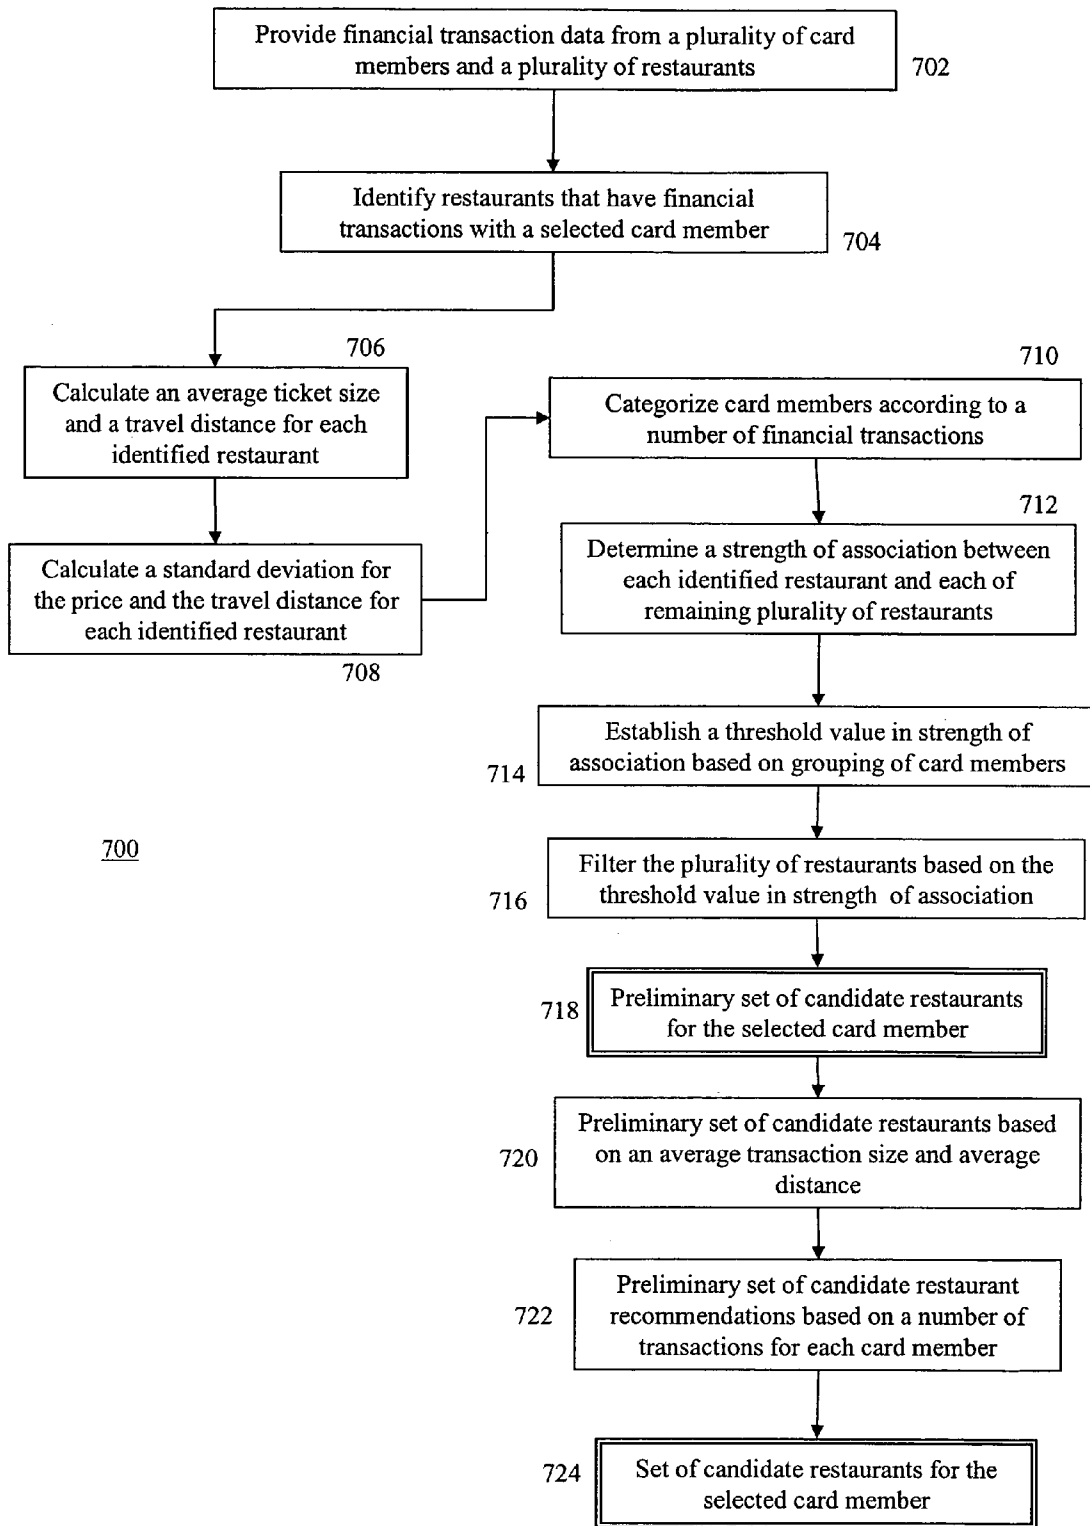 Provide financial transaction data from a plurality of card
members and a plurality of restaurants
702
Identify restaurants that have financial
transactions with a selected card member
704
706
Calculate an average ticket size
and a travel distance for each
identified restaurant
Calculate a standard deviation for
the price and the travel distance for
each identified restaurant
708
710
Categorize card members according to a
number of financial transactions
712
Determine a strength of association between
each identified restaurant and each of
remaining plurality of restaurants
Establish a threshold value in strength of
association based on grouping of card members
714
700
Filter the plurality of restaurants based on the
threshold value in strength of association
716
Preliminary set of candidate restaurants
for the selected card member
718
Preliminary set of candidate restaurants based
on an average transaction size and average
distance
720
Preliminary set of candidate restaurant
recommendations based on a number of
transactions for each card member
722
Set of candidate restaurants for the
selected card member
724